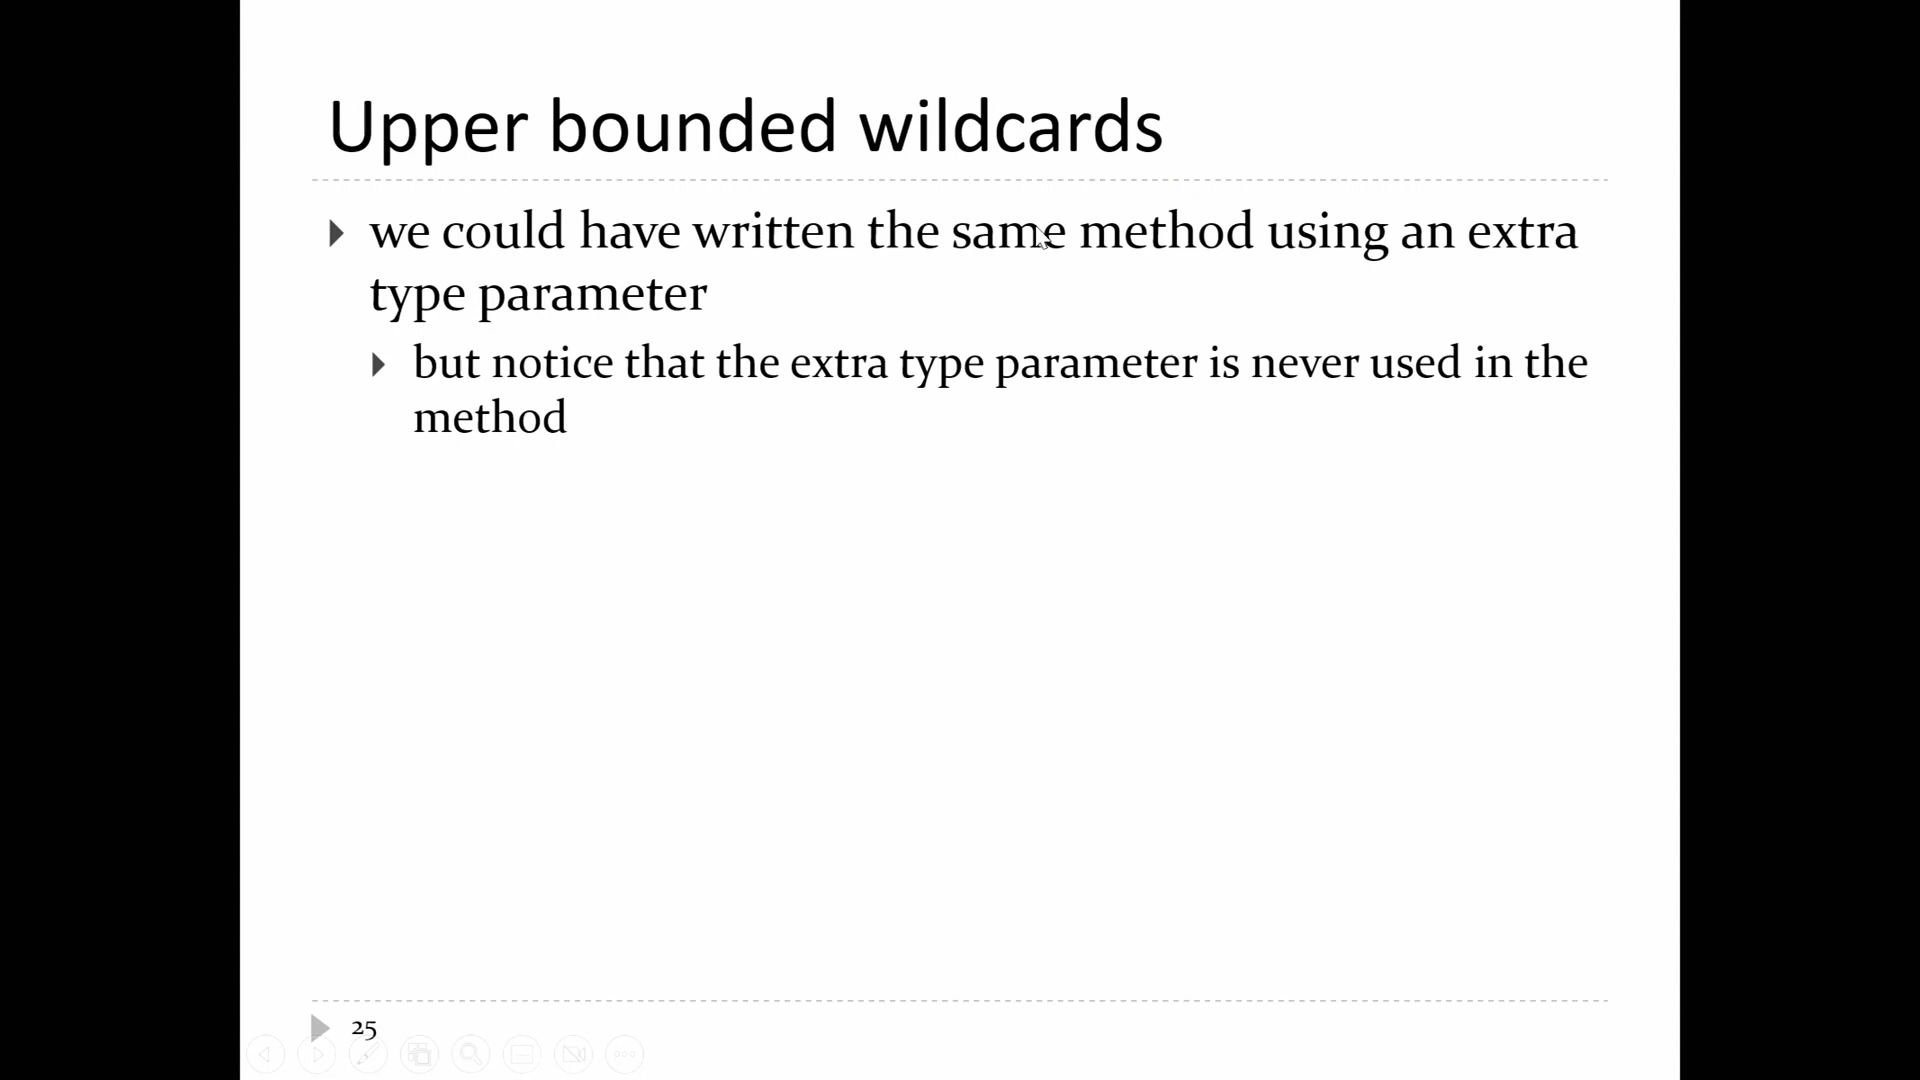 Upper bounded wildcards
we could have written the same method using an extra
type parameter
but notice that the extra type parameter is never used in the
method
25